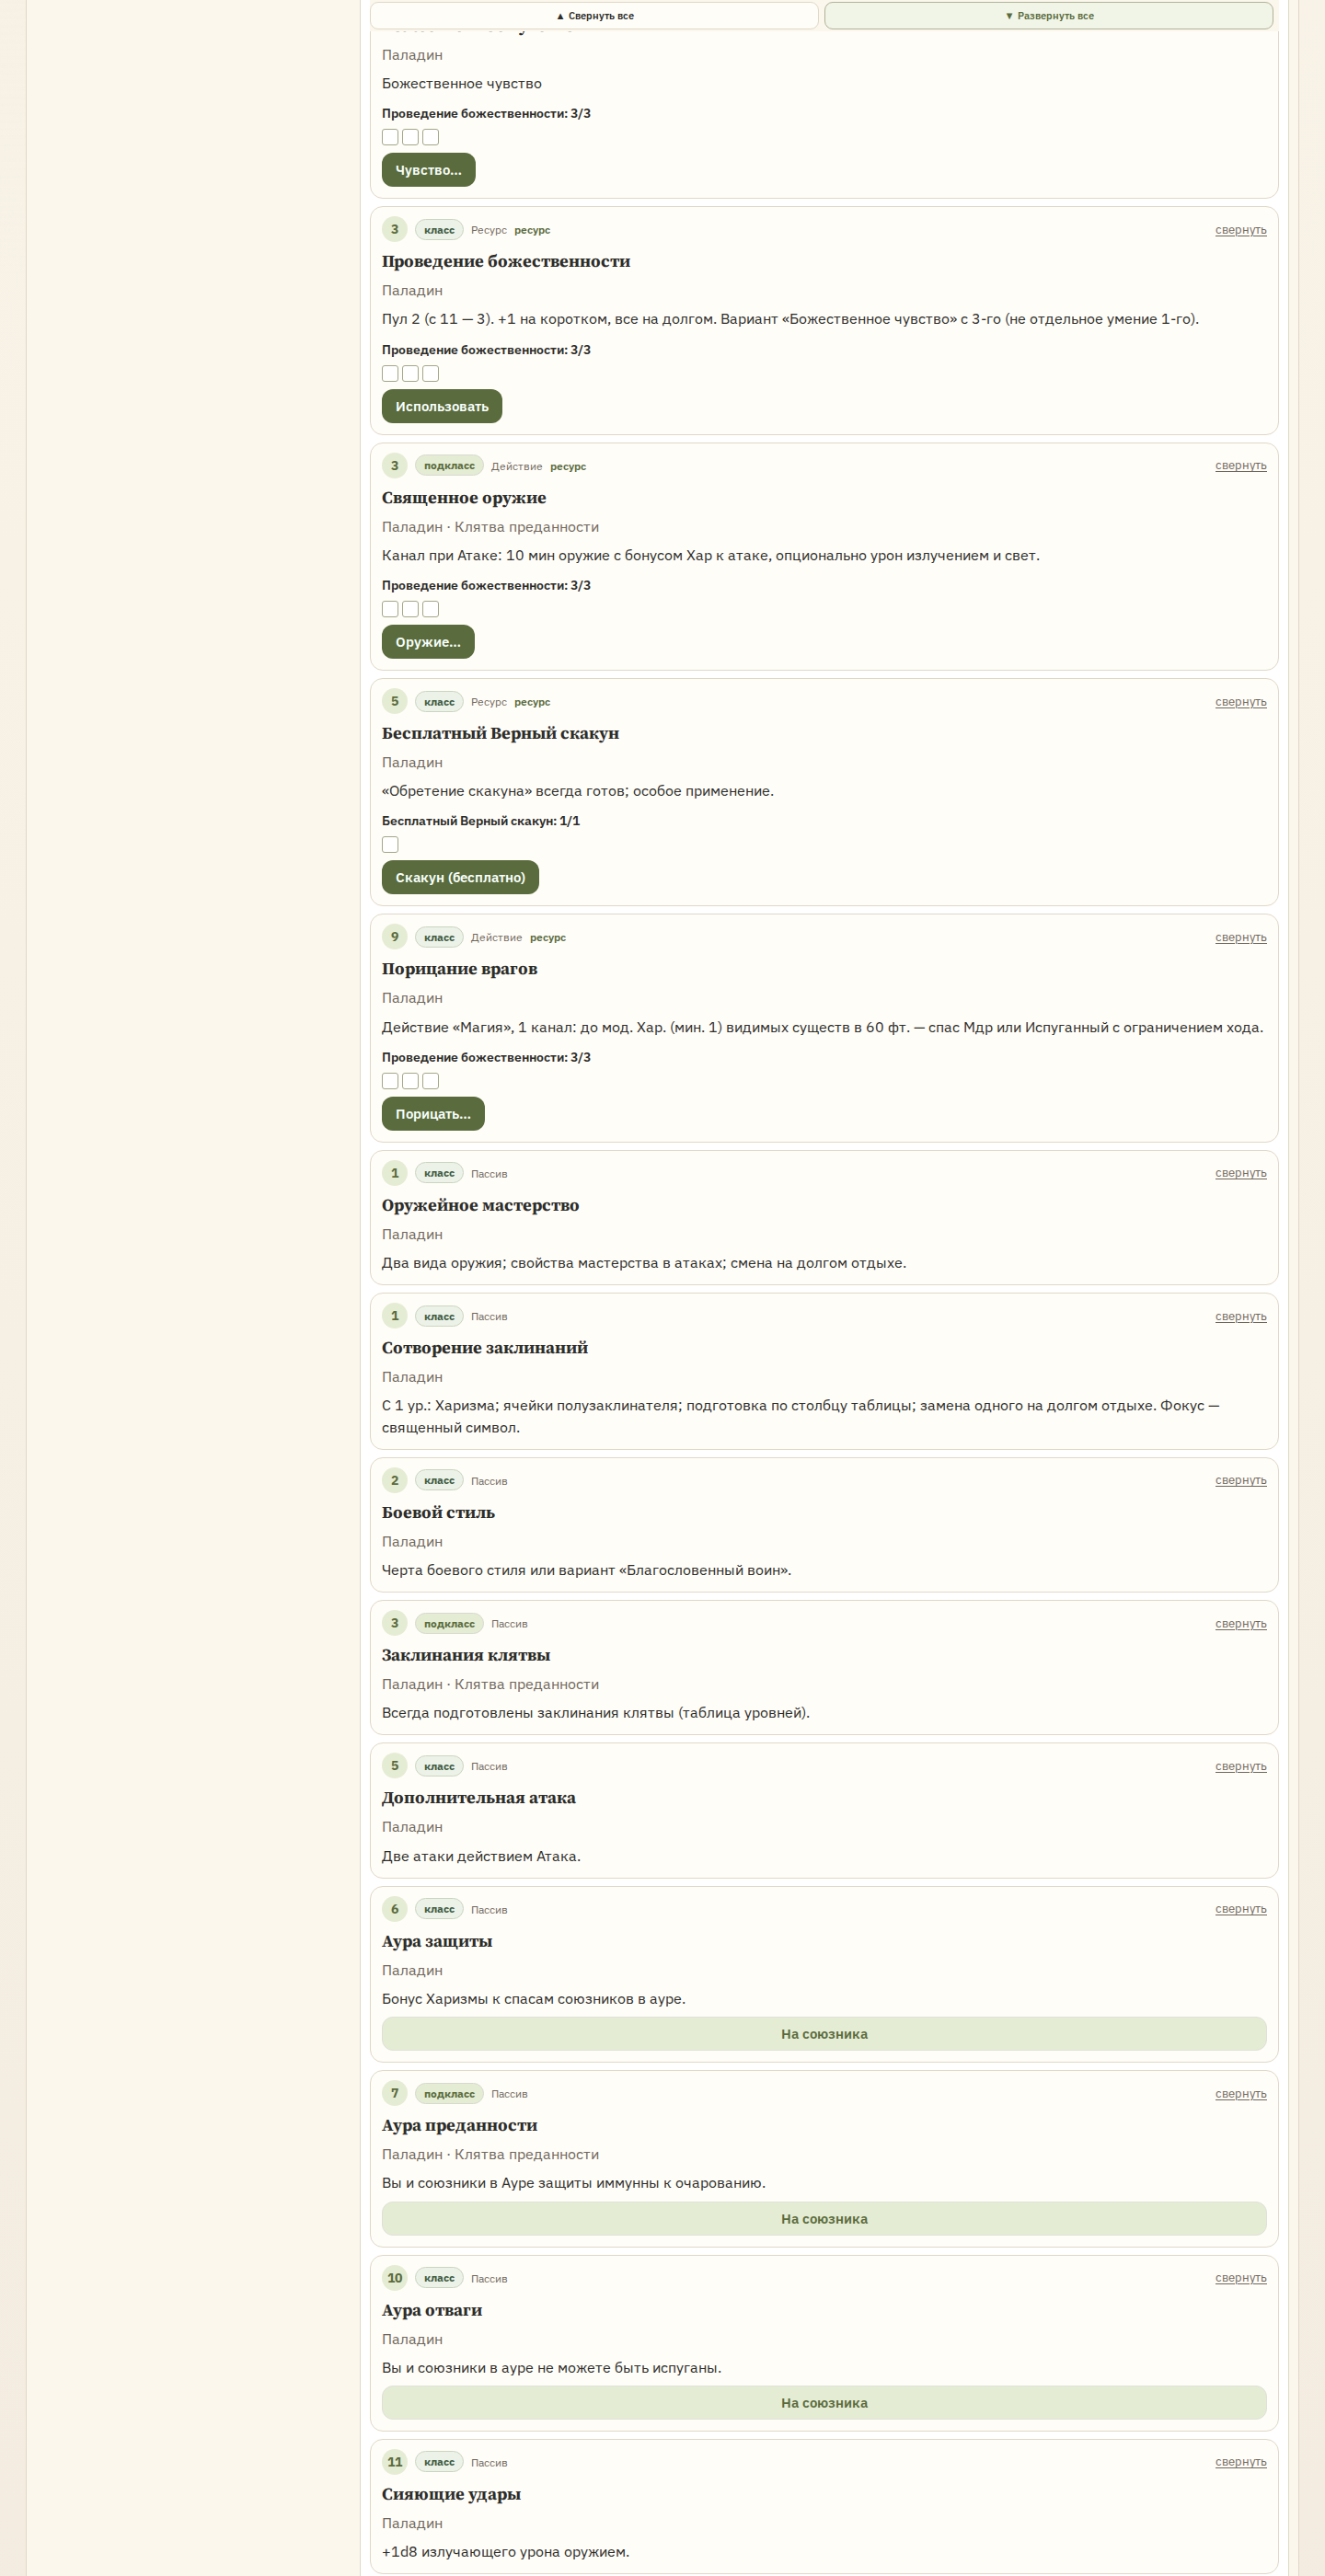 ▲ Свернуть все
▼ Развернуть все
Паладин
Божественное чувство
Проведение божественности: 3/3
Чувство...
3 класс Ресурс ресурс свернуть
Проведение божественности
Паладин
Пул 2 (с 11 — 3). +1 на коротком, все на долгом. Вариант «Божественное чувство» с 3-го (не отдельное умение 1-го).
Проведение божественности: 3/3
Использовать
3 подкласс Действие ресурс свернуть
Священное оружие
Паладин · Клятва преданности
Канал при Атаке: 10 мин оружие с бонусом Хар к атаке, опционально урон излучением и свет.
Проведение божественности: 3/3
Оружие...
5 класс Ресурс ресурс свернуть
Бесплатный Верный скакун
Паладин
«Обретение скакуна» всегда готов; особое применение.
Бесплатный Верный скакун: 1/1
Скакун (бесплатно)
9 класс Действие ресурс свернуть
Порицание врагов
Паладин
Действие «Магия», 1 канал: до мод. Хар. (мин. 1) видимых существ в 60 фт. — спас Мдр или Испуганный с ограничением хода.
Проведение божественности: 3/3
Порицать...
1 класс Пассив свернуть
Оружейное мастерство
Паладин
Два вида оружия; свойства мастерства в атаках; смена на долгом отдыхе.
1 класс Пассив свернуть
Сотворение заклинаний
Паладин
С 1 ур.: Харизма; ячейки полузаклинателя; подготовка по столбцу таблицы; замена одного на долгом отдыхе. Фокус —
священный символ.
2 класс Пассив свернуть
Боевой стиль
Паладин
Черта боевого стиля или вариант «Благословенный воин».
3 подкласс Пассив свернуть
Заклинания клятвы
Паладин · Клятва преданности
Всегда подготовлены заклинания клятвы (таблица уровней).
5 класс Пассив свернуть
Дополнительная атака
Паладин
Две атаки действием Атака.
6 класс Пассив свернуть
Аура защиты
Паладин
Бонус Харизмы к спасам союзников в ауре.
На союзника
7 подкласс Пассив свернуть
Аура преданности
Паладин · Клятва преданности
Вы и союзники в Ауре защиты иммунны к очарованию.
На союзника
10 класс Пассив свернуть
Аура отваги
Паладин
Вы и союзники в ауре не можете быть испуганы.
На союзника
11 класс Пассив свернуть
Сияющие удары
Паладин
+1d8 излучающего урона оружием.